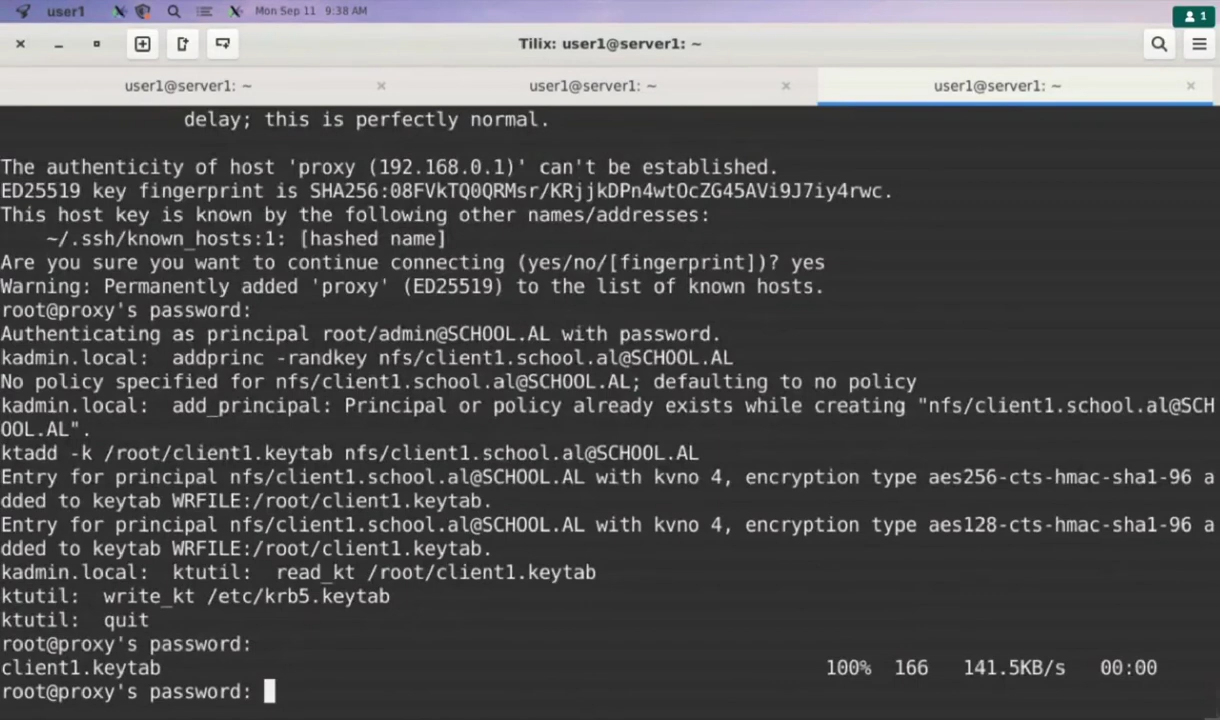 user1 Mon Sep 11 9:38 AM
1
Tilix: user1@server1: ~
user1@server1: ~ user1@server1: ~ user1@server1: ~
delay; this is perfectly normal.
The authenticity of host 'proxy (192.168.0.1)' can't be established.
ED25519 key fingerprint is SHA256:08FVkTQ0QRMsr/KRjjkDPn4wtOcZG45AVi9J7iy4rwc.
This host key is known by the following other names/addresses:
~/.ssh/known_hosts:1: [hashed name]
Are you sure you want to continue connecting (yes/no/[fingerprint])? yes
Warning: Permanently added 'proxy' (ED25519) to the list of known hosts.
root@proxy's password:
Authenticating as principal root/admin@SCHOOL.AL with password.
kadmin.local:  addprinc -randkey nfs/client1.school.al@SCHOOL.AL
No policy specified for nfs/client1.school.al@SCHOOL.AL; defaulting to no policy
kadmin.local:  add_principal: Principal or policy already exists while creating "nfs/client1.school.al@SCH
OOL.AL".
ktadd -k /root/client1.keytab nfs/client1.school.al@SCHOOL.AL
Entry for principal nfs/client1.school.al@SCHOOL.AL with kvno 4, encryption type aes256-cts-hmac-sha1-96 a
dded to keytab WRFILE:/root/client1.keytab.
Entry for principal nfs/client1.school.al@SCHOOL.AL with kvno 4, encryption type aes128-cts-hmac-sha1-96 a
dded to keytab WRFILE:/root/client1.keytab.
kadmin.local:  ktutil:  read_kt /root/client1.keytab
ktutil:  write_kt /etc/krb5.keytab
ktutil:  quit
root@proxy's password:
client1.keytab 100% 166 141.5KB/s 00:00
root@proxy's password: